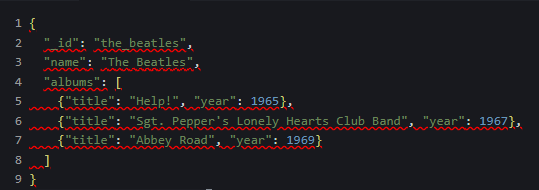 1 {
2   "_id": "the_beatles",
3   "name": "The Beatles",
4   "albums": [
5     {"title": "Help!", "year": 1965},
6     {"title": "Sgt. Pepper's Lonely Hearts Club Band", "year": 1967},
7     {"title": "Abbey Road", "year": 1969}
8   ]
9 }